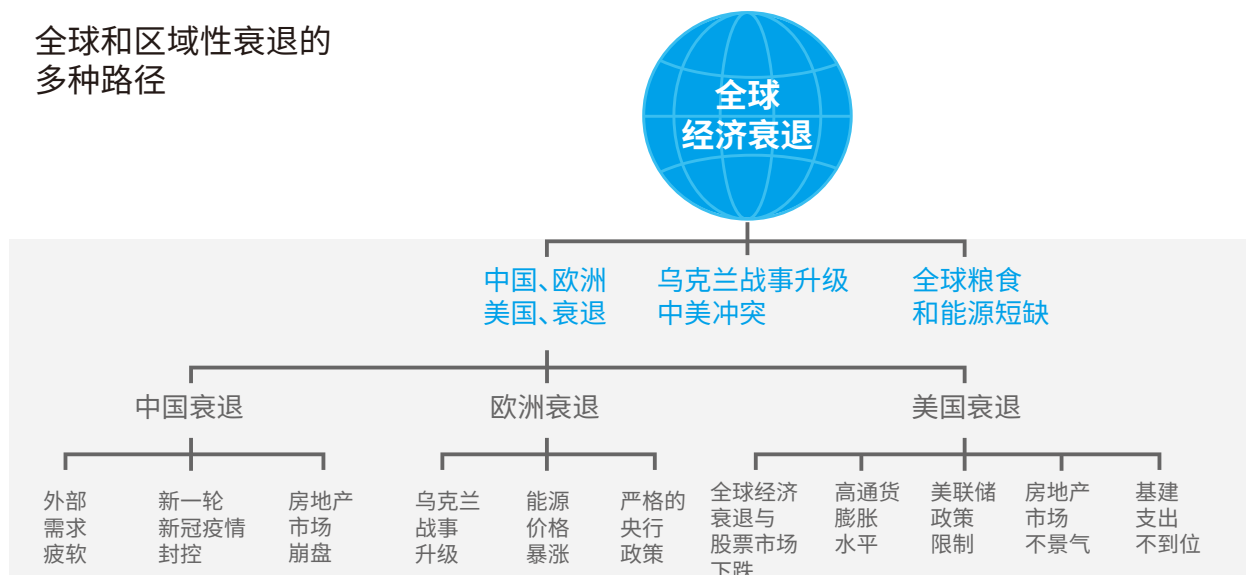 全球和区域性衰退的
多种路径
全球
经济衰退
中国、欧洲
美国、衰退
乌克兰战事升级
中美冲突
全球粮食
和能源短缺
中国衰退
欧洲衰退
美国衰退
外部
需求
疲软
新一轮
新冠疫情
封控
房地产
市场
崩盘
乌克兰
战事
升级
能源
价格
暴涨
严格的
央行
政策
全球经济
衰退与
股票市场
下跌
高通货
膨胀
水平
美联储
政策
限制
房地产
市场
不景气
基建
支出
不到位